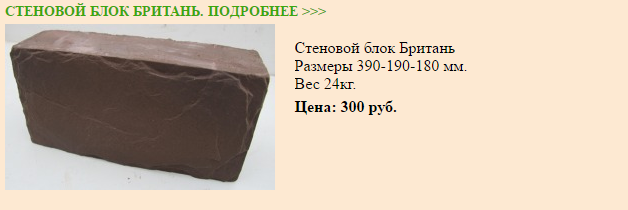 СТЕНОВОЙ БЛОК БРИТАНЬ. ПОДРОБНЕЕ >>>
Стеновой блок Британь
Размеры 390-190-180 мм.
Вес 24кг.
Цена: 300 руб.